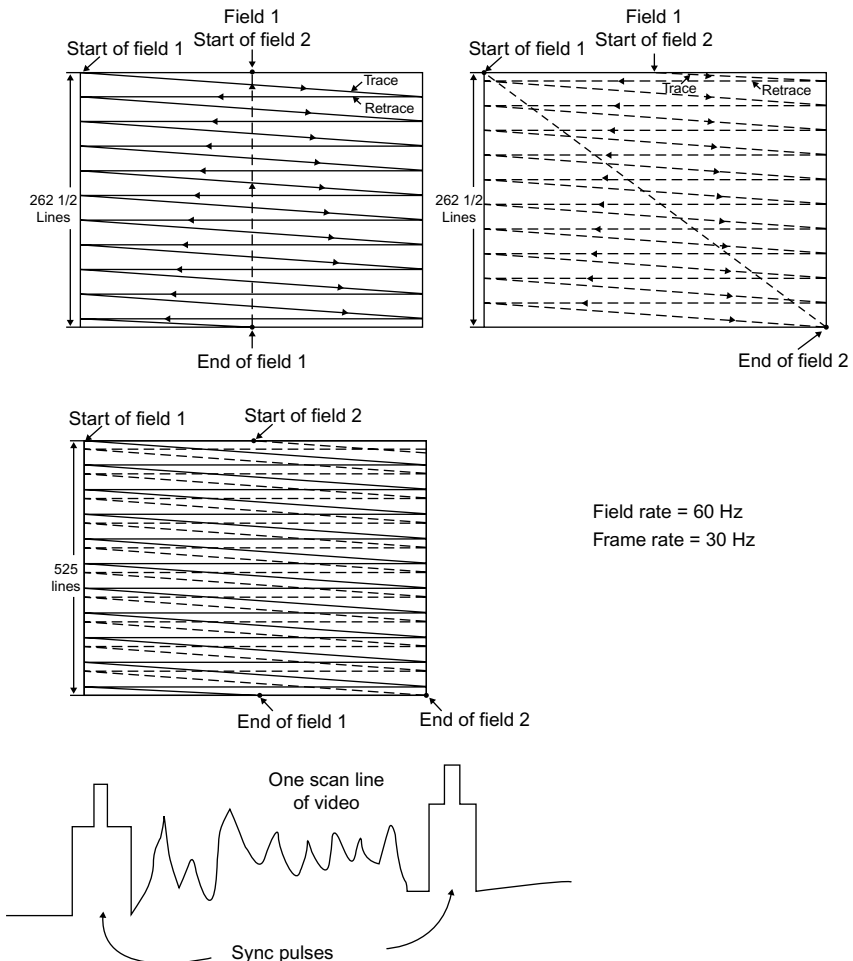 Field 1
Start of field 1
Start of field 2
Trace
Retrace
262 1/2
Lines
End of field 1
Field 1
Start of field 1
Start of field 2
Trace
Retrace
262 1/2
Lines
End of field 2
Start of field 1
Start of field 2
525
lines
End of field 1
End of field 2
Field rate = 60 Hz
Frame rate = 30 Hz
One scan line
of video
Sync pulses